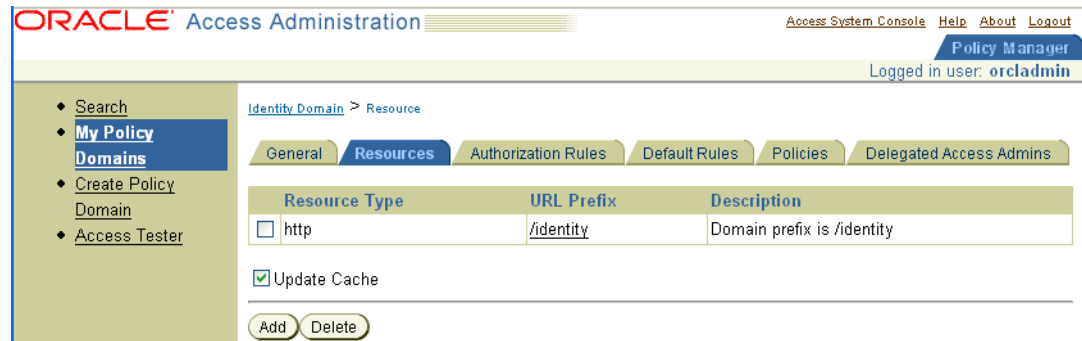 ORACLE Access Administration
Access System Console Help About Logout
Policy Manager
Logged in user: orcladmin
Search
My Policy
Domains
Create Policy
Domain
Access Tester
Identity Domain > Resource
General Resources Authorization Rules Default Rules Policies Delegated Access Admins
Resource Type URL Prefix Description
http /identity Domain prefix is /identity
Update Cache
Add Delete